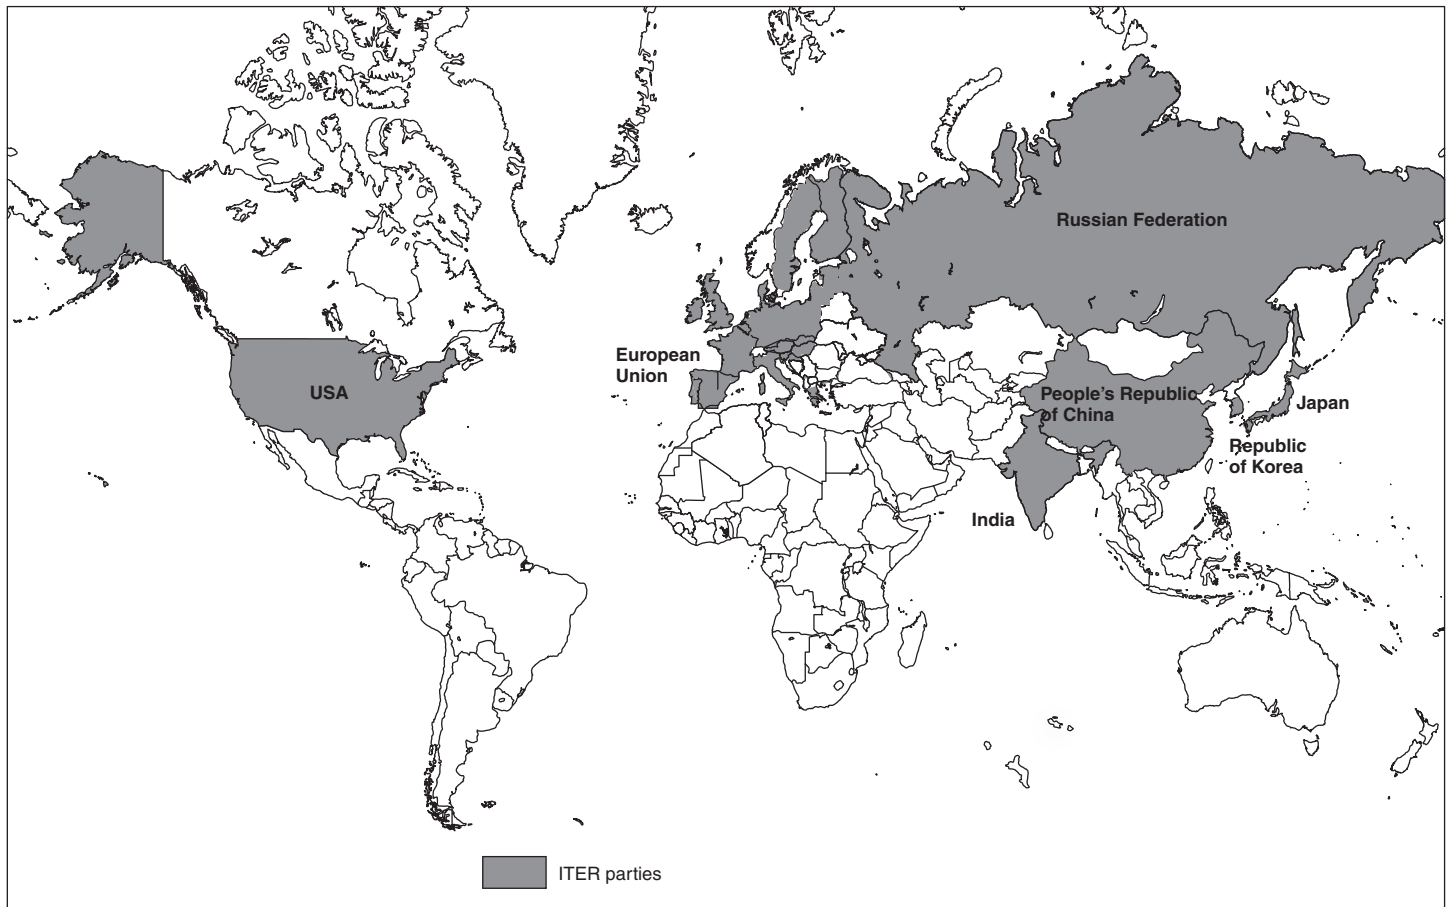 Russian Federation
European
Union
USA
People's Republic
of China
Japan
Republic
of Korea
India
ITER parties